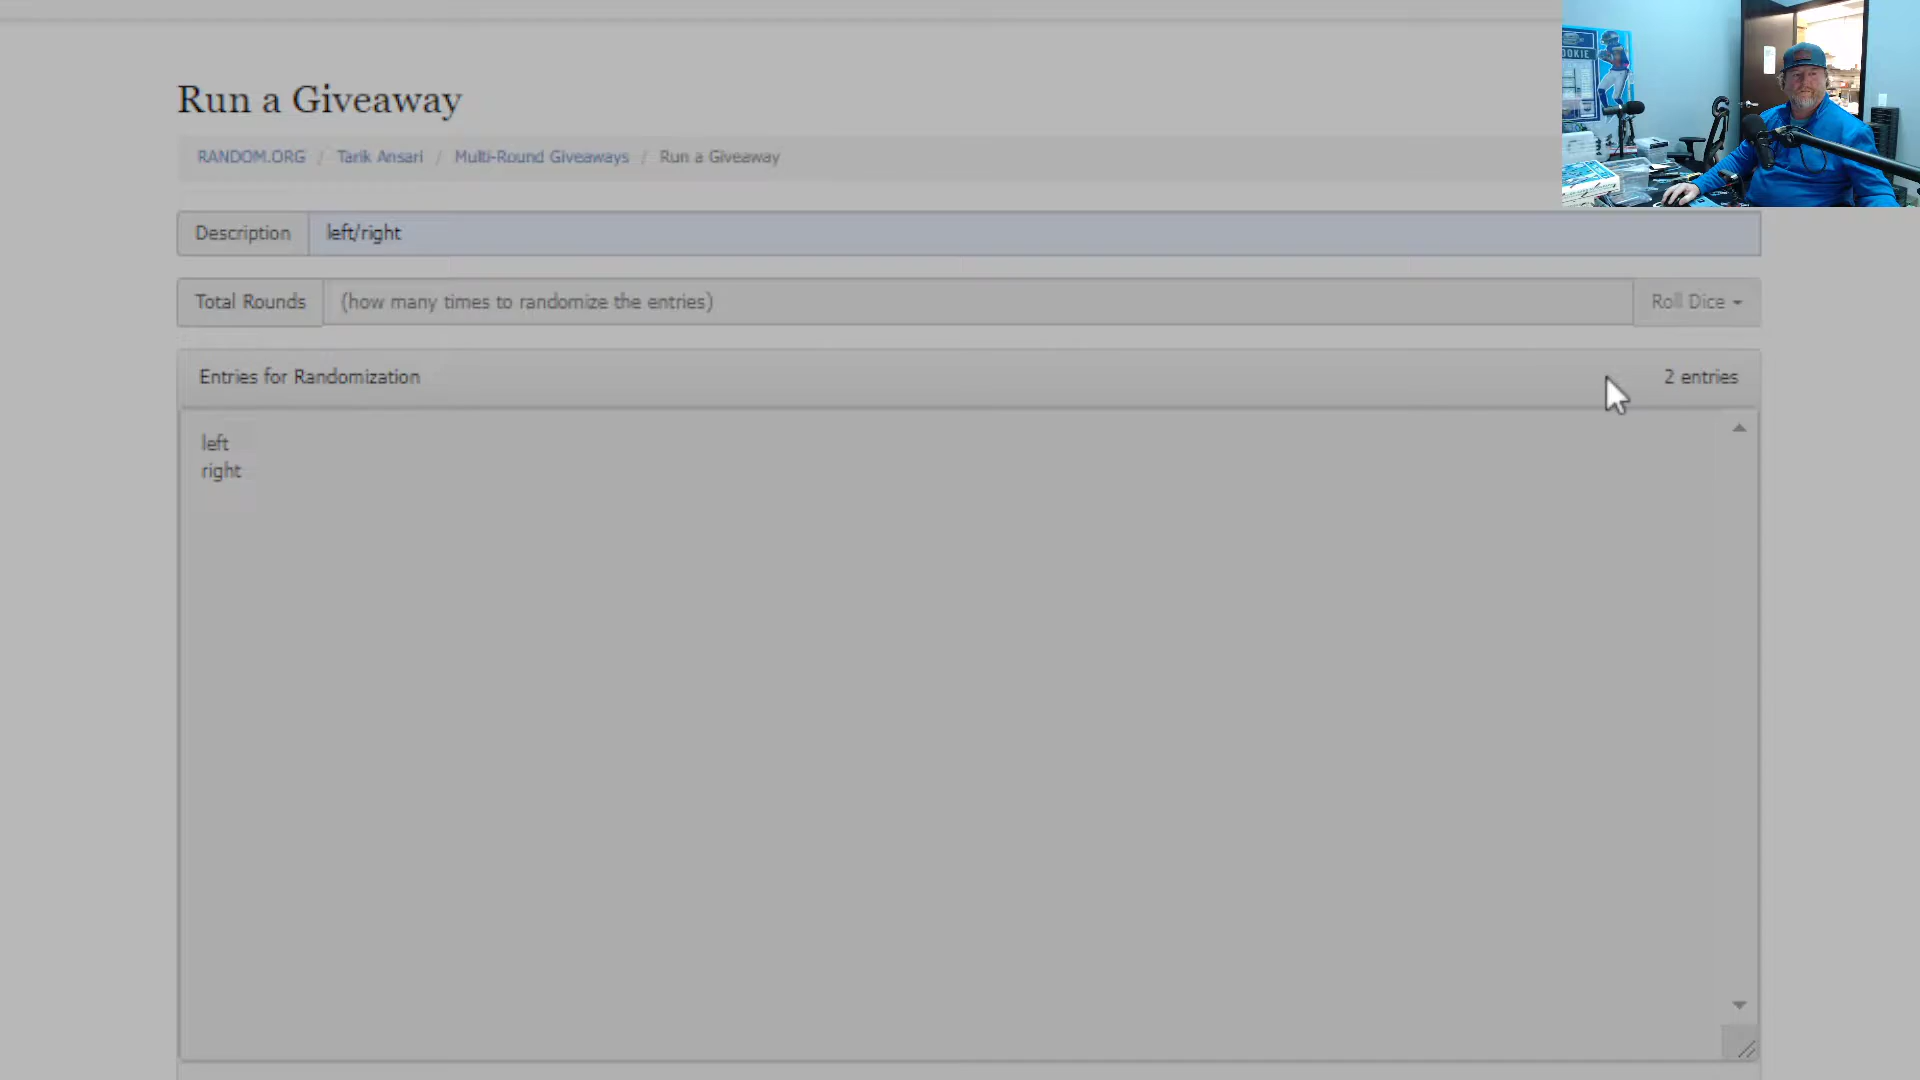 Run a Giveaway
RANDOM.ORG / Tarik Ansari / Multi-Round Giveaways / Run a Giveaway
Description left/right
Total Rounds (how many times to randomize the entries) Roll Dice
Entries for Randomization 2 entries
left
right
OOKIE